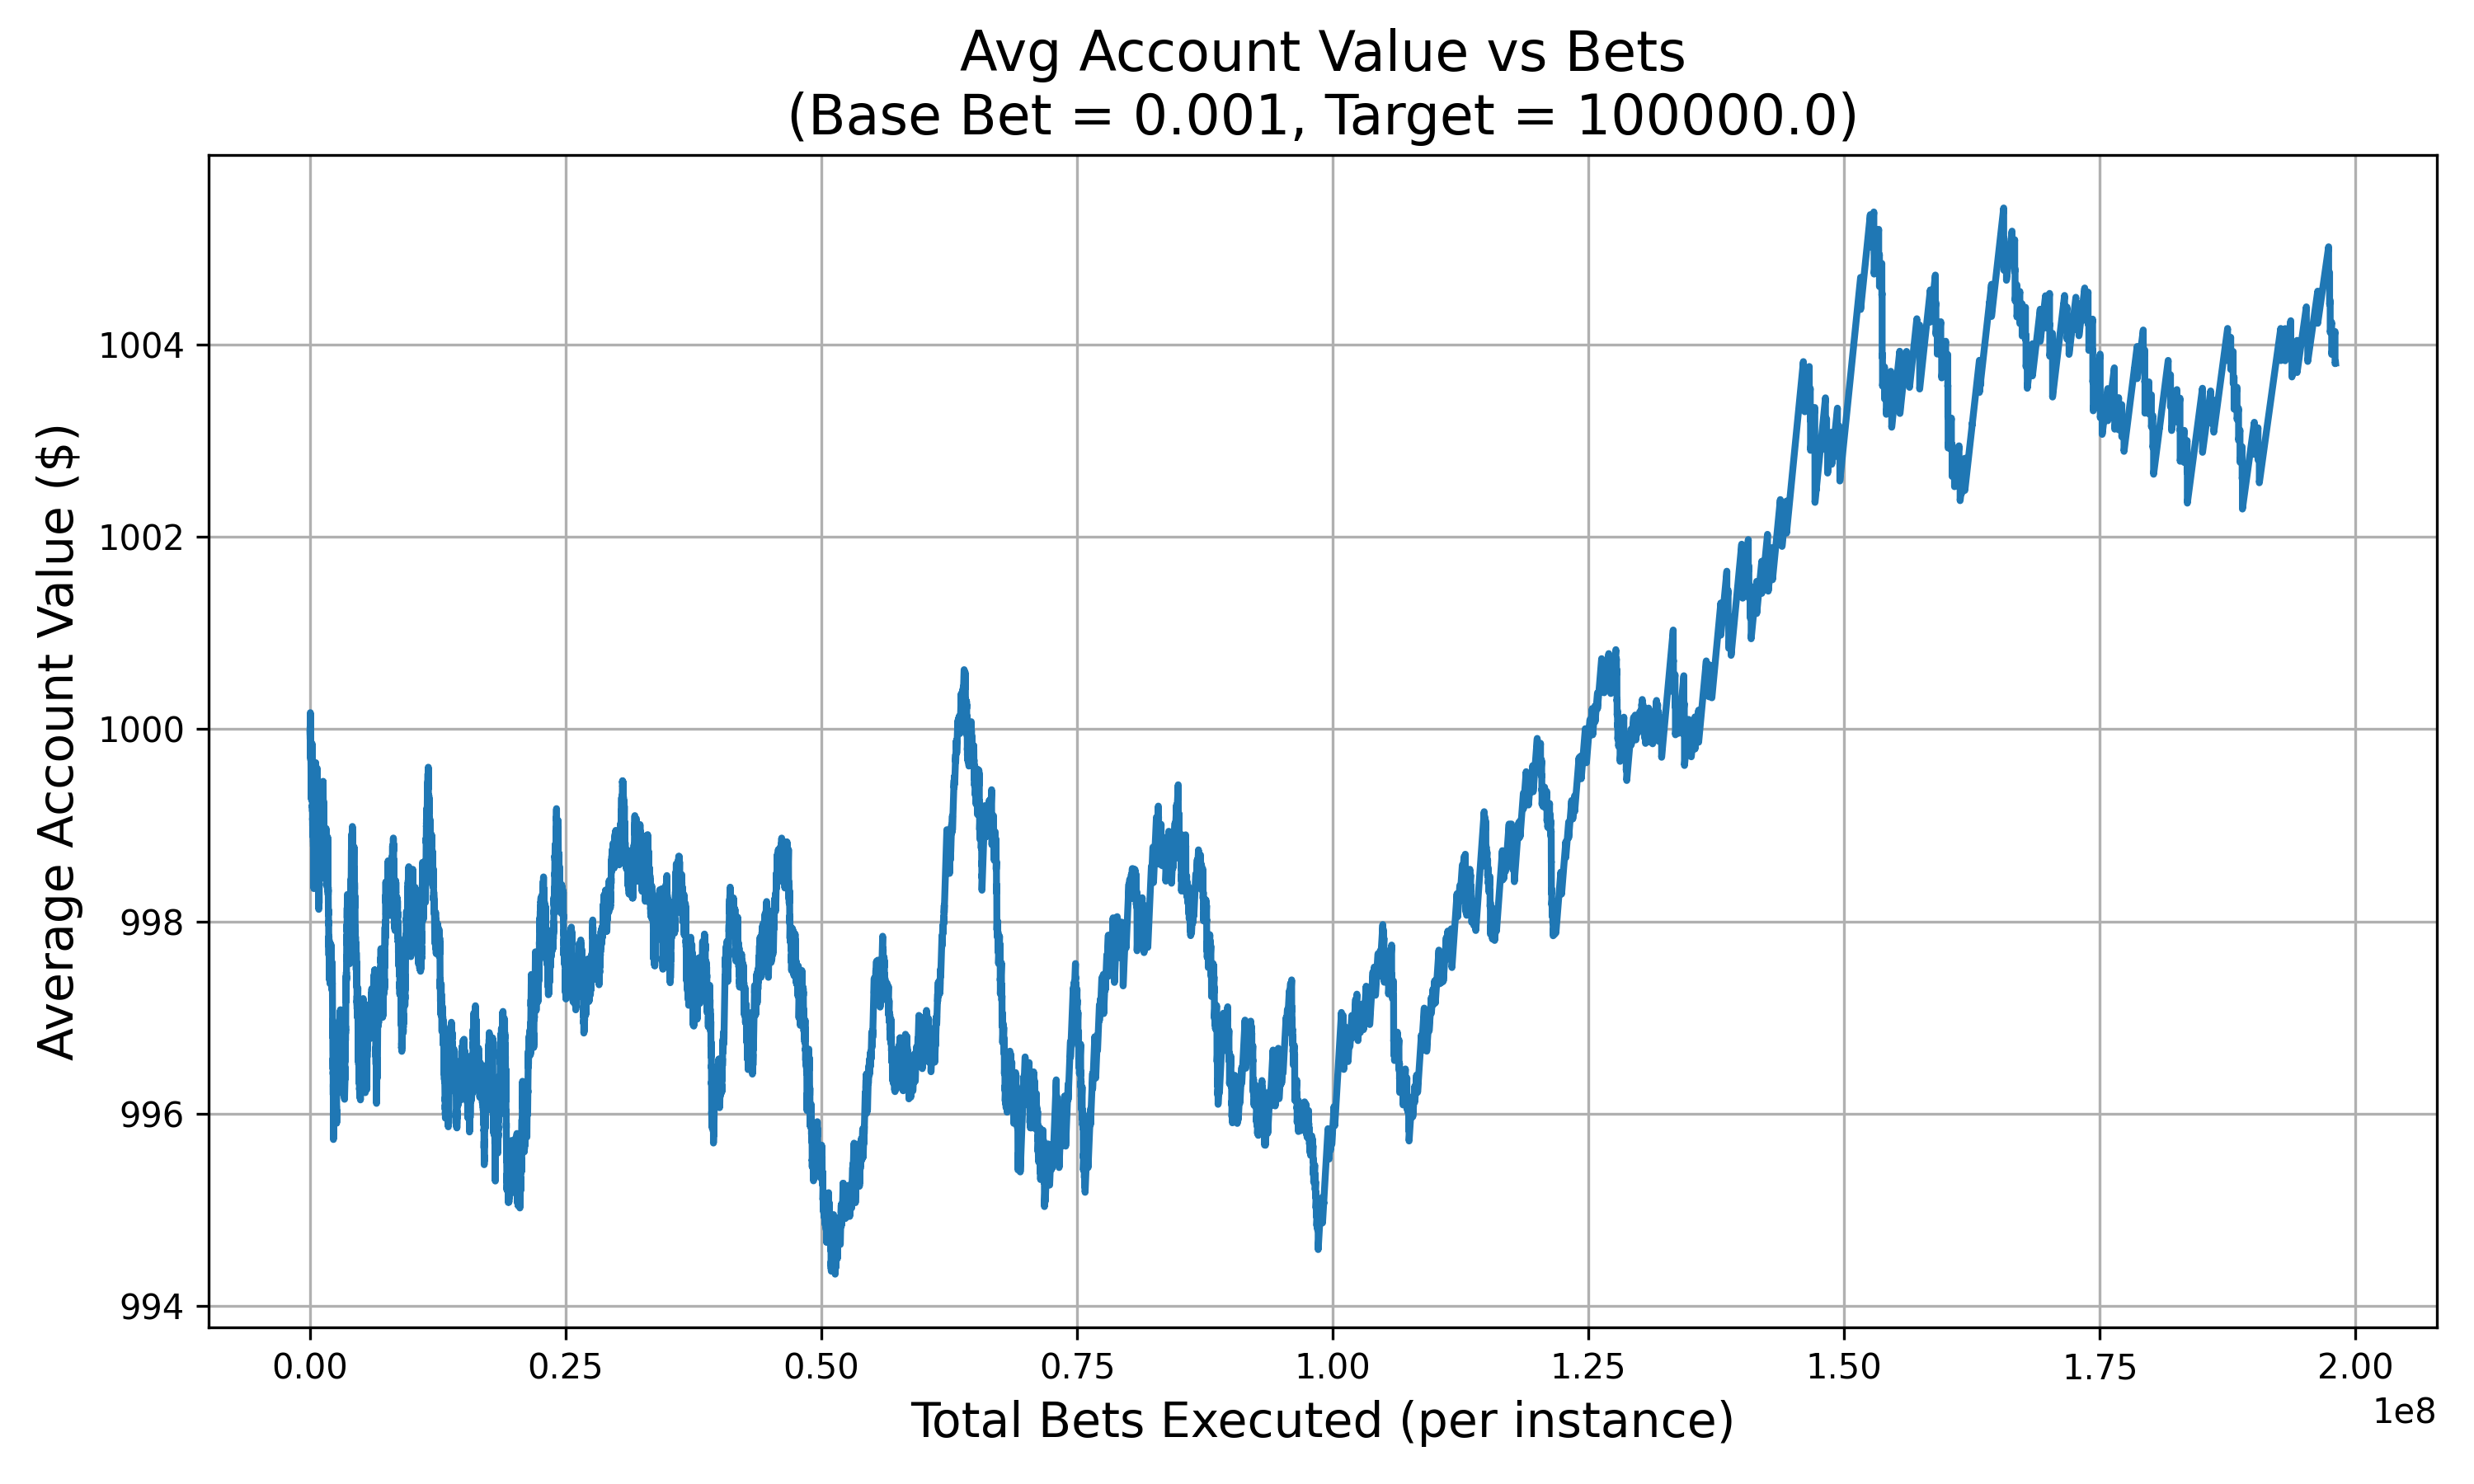 Avg Account Value vs Bets
(Base Bet = 0.001, Target = 100000.0)
Average Account Value ($)
1004
1002
1000
998
996
994
0.00 0.25 0.50 0.75 1.00 1.25 1.50 1.75 2.00
1e8
Total Bets Executed (per instance)